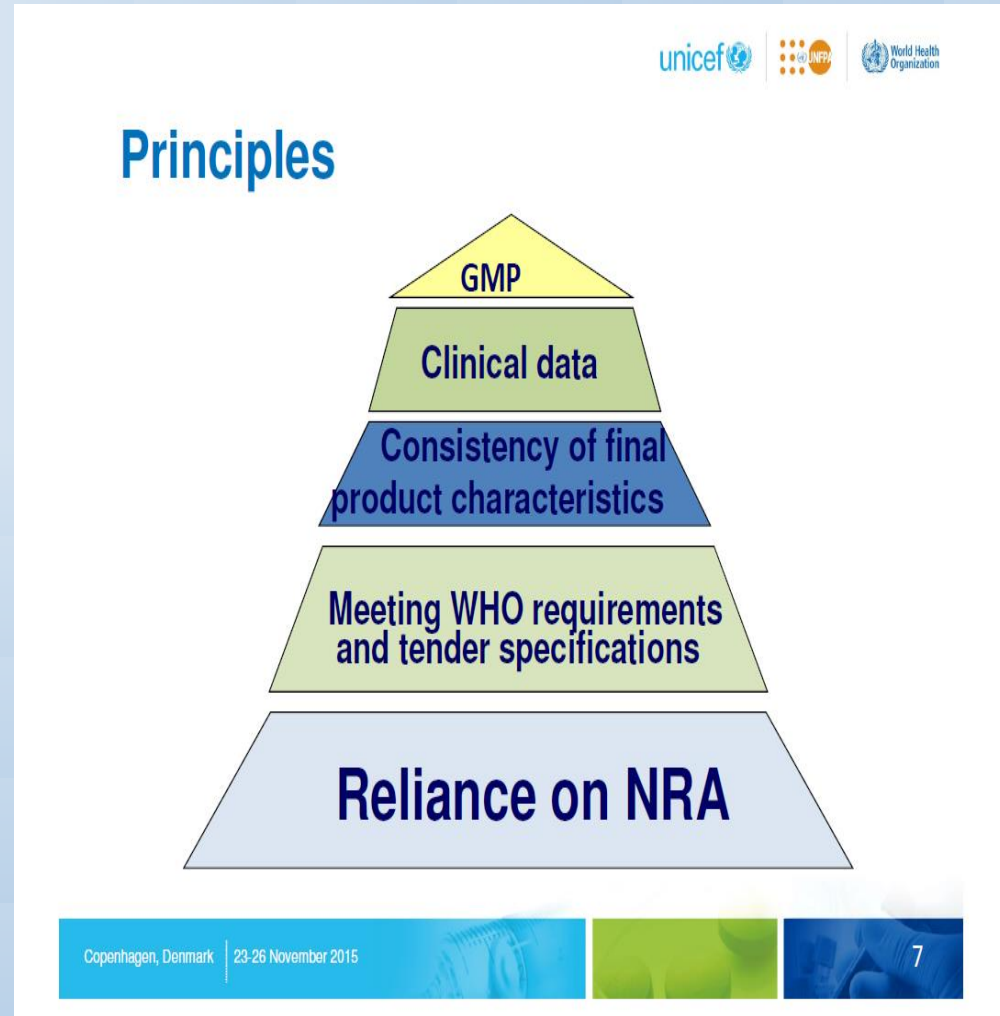 unicef
UNFPA
World Health
Organization
Principles
GMP
Clinical data
Consistency of final
product characteristics
Meeting WHO requirements
and tender specifications
Reliance on NRA
Copenhagen, Denmark
23-26 November 2015
7